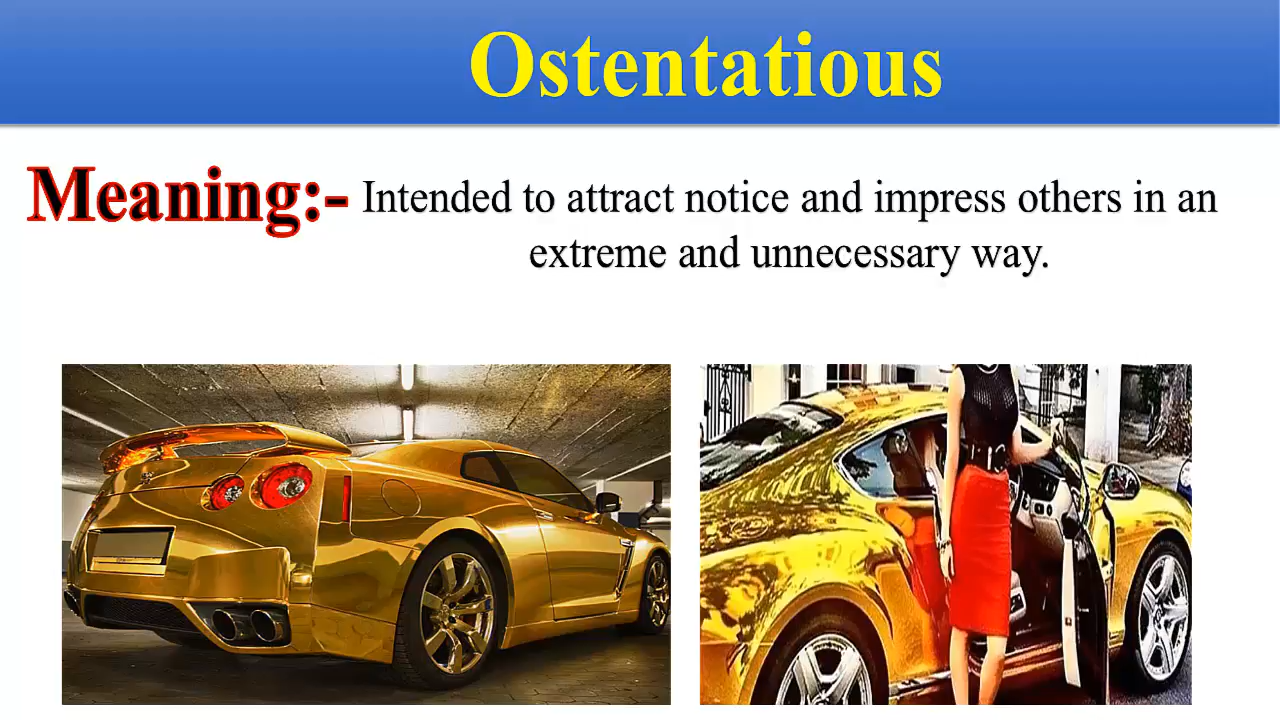 Ostentatious
Meaning:- Intended to attract notice and impress others in an
extreme and unnecessary way.